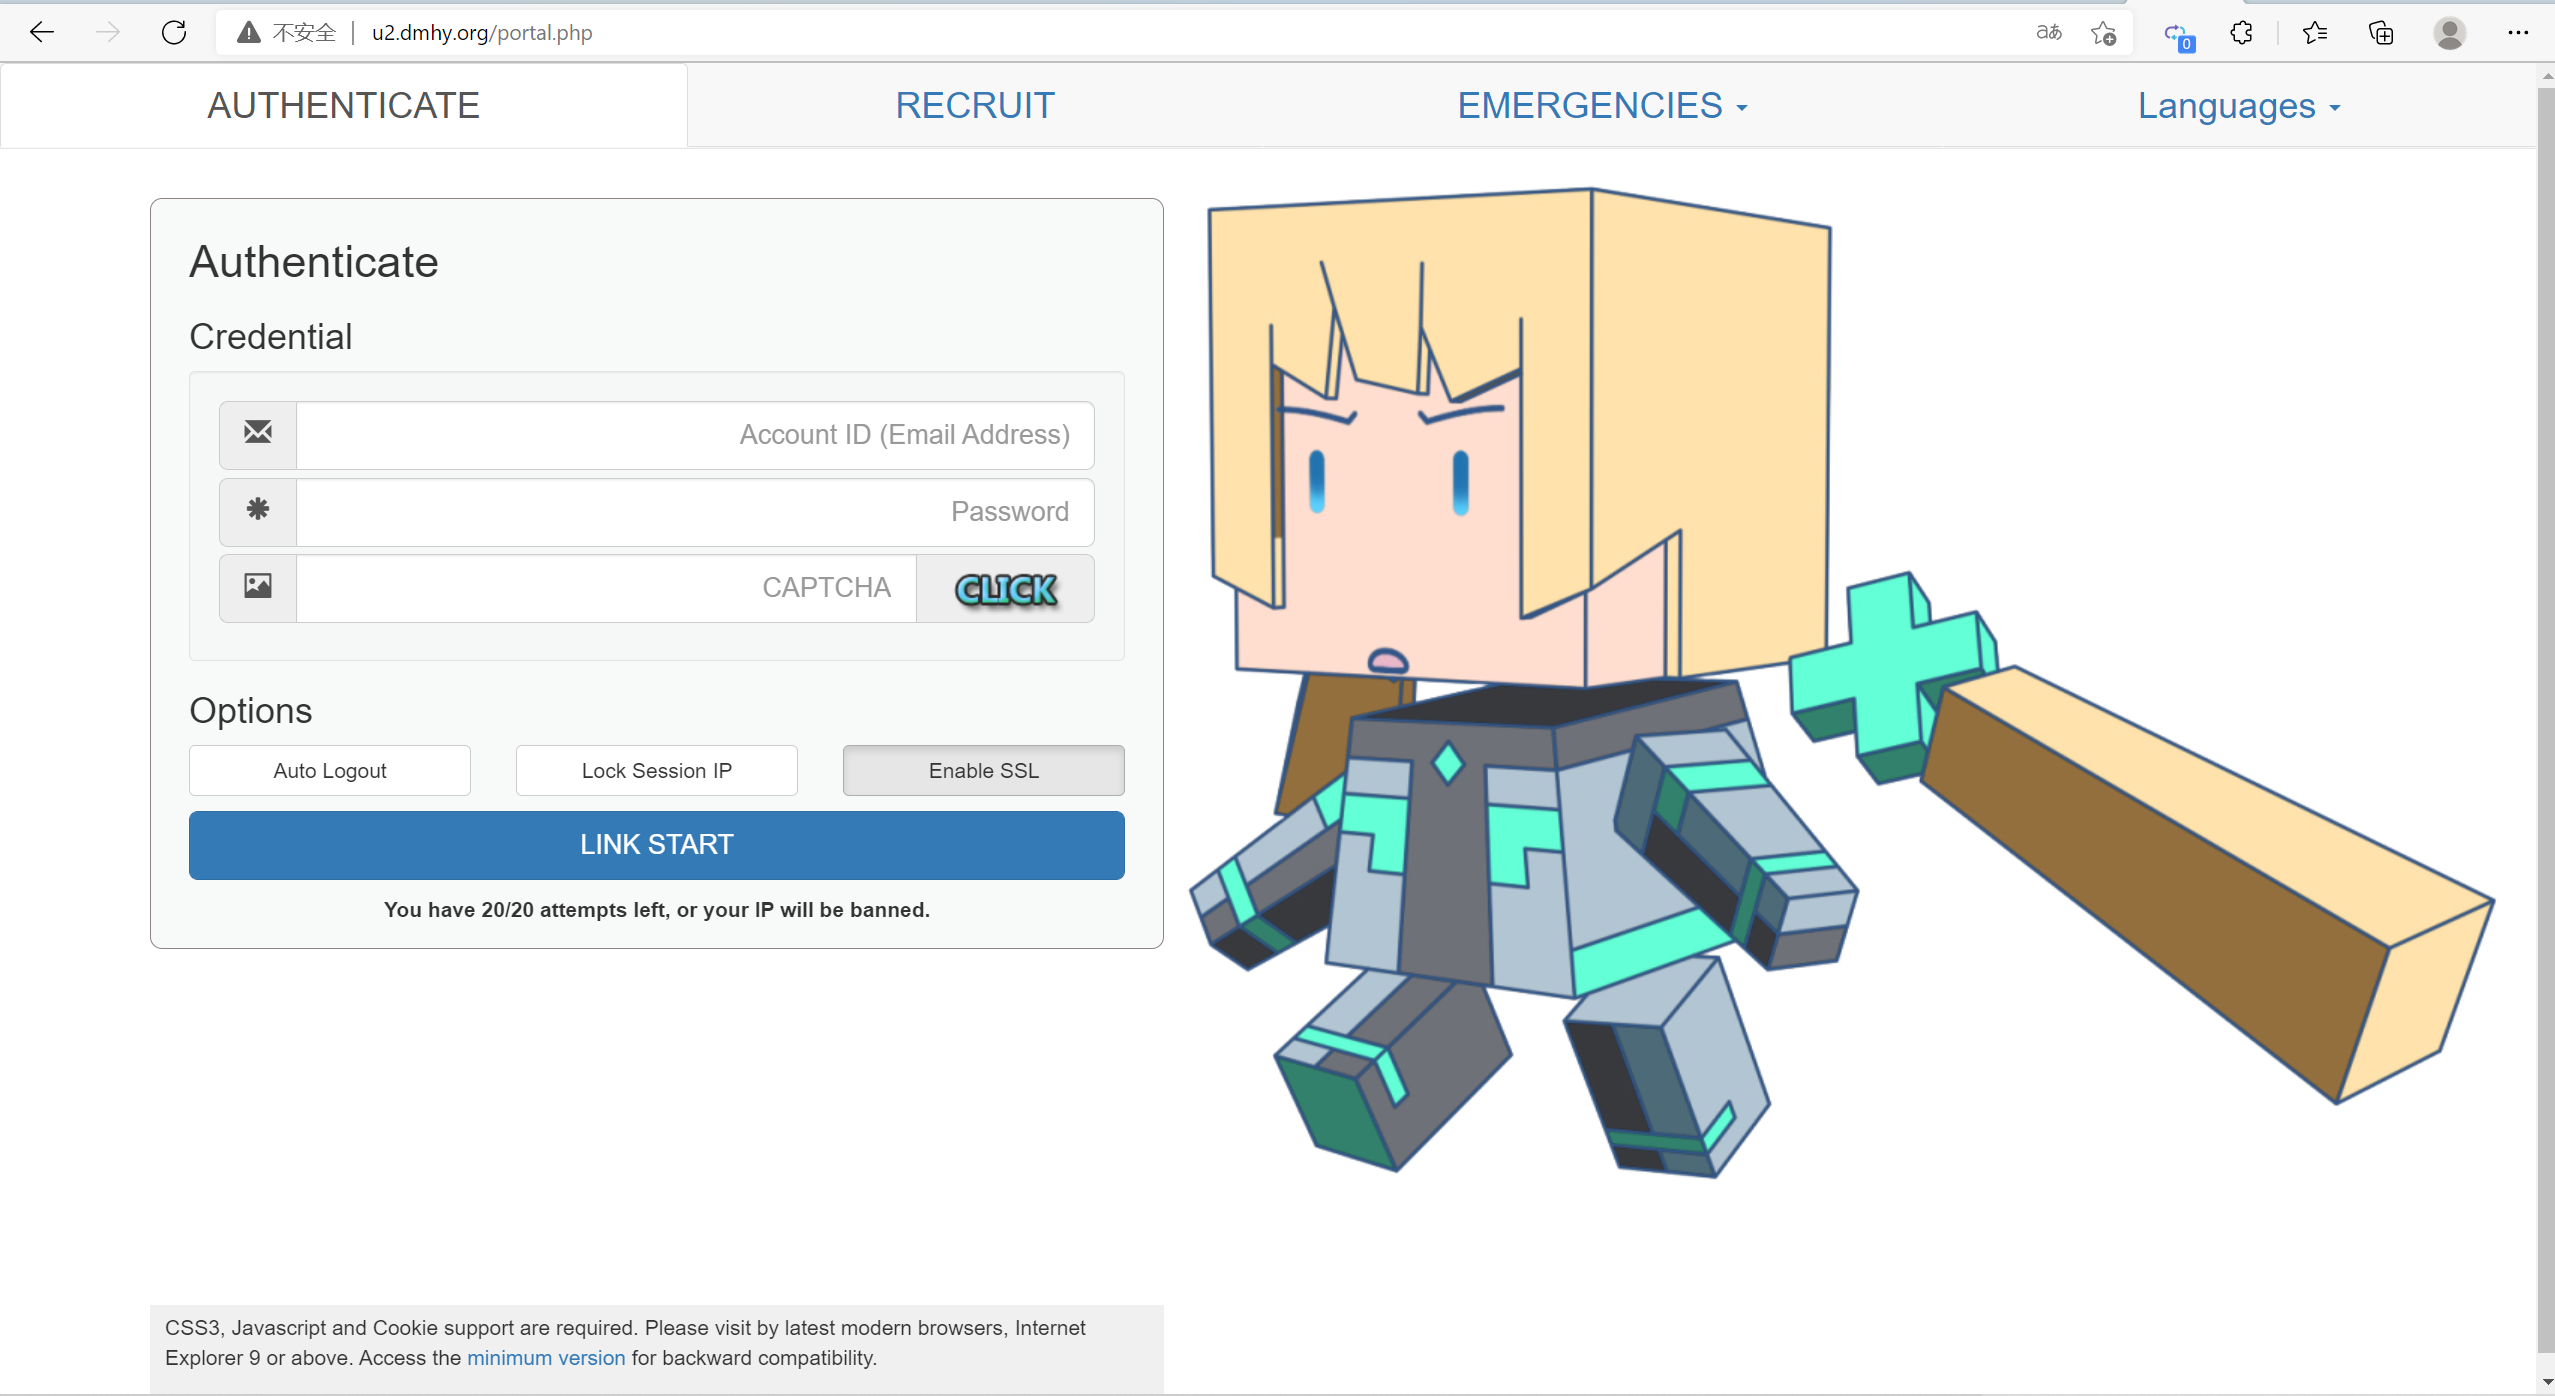 不安全 u2.dmhy.org/portal.php aあ 0
AUTHENTICATE RECRUIT EMERGENCIES Languages
Authenticate
Credential
Account ID (Email Address)
Password
CAPTCHA CLICK
Options
Auto Logout Lock Session IP Enable SSL
LINK START
You have 20/20 attempts left, or your IP will be banned.
CSS3, Javascript and Cookie support are required. Please visit by latest modern browsers, Internet
Explorer 9 or above. Access the minimum version for backward compatibility.